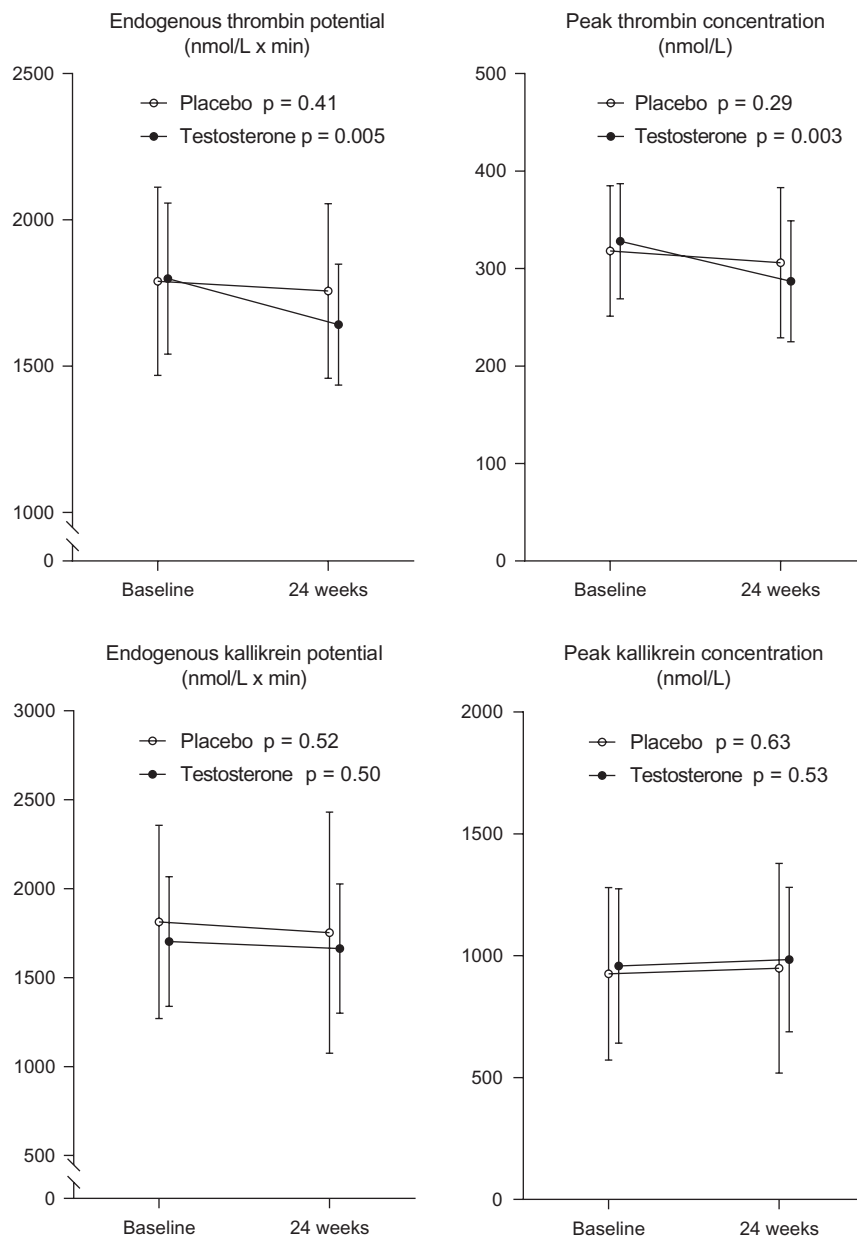 Endogenous thrombin potential
(nmol/L x min)
2500
2000
1500
1000
0
Placebo p = 0.41
Testosterone p = 0.005
Baseline
24 weeks
Peak thrombin concentration
(nmol/L)
500
400
300
200
100
0
Placebo p = 0.29
Testosterone p = 0.003
Baseline
24 weeks
Endogenous kallikrein potential
(nmol/L x min)
3000
2500
2000
1500
1000
500
0
Placebo p = 0.52
Testosterone p = 0.50
Baseline
24 weeks
Peak kallikrein concentration
(nmol/L)
2000
1500
1000
500
0
Placebo p = 0.63
Testosterone p = 0.53
Baseline
24 weeks